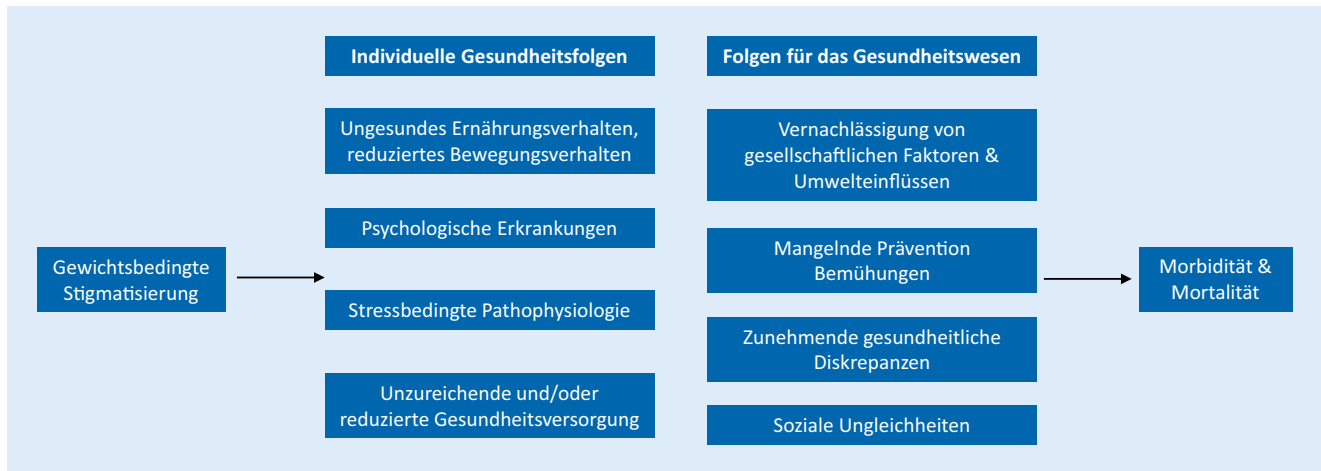 Individuelle Gesundheitsfolgen
Folgen für das Gesundheitswesen
Gewichtsbedingte
Stigmatisierung
Ungesundes Ernährungsverhalten,
reduziertes Bewegungsverhalten
Psychologische Erkrankungen
Stressbedingte Pathophysiologie
Unzureichende und/oder
reduzierte Gesundheitsversorgung
Vernachlässigung von
gesellschaftlichen Faktoren &
Umwelteinflüssen
Mangelnde Prävention
Bemühungen
Zunehmende gesundheitliche
Diskrepanzen
Soziale Ungleichheiten
Morbidität &
Mortalität